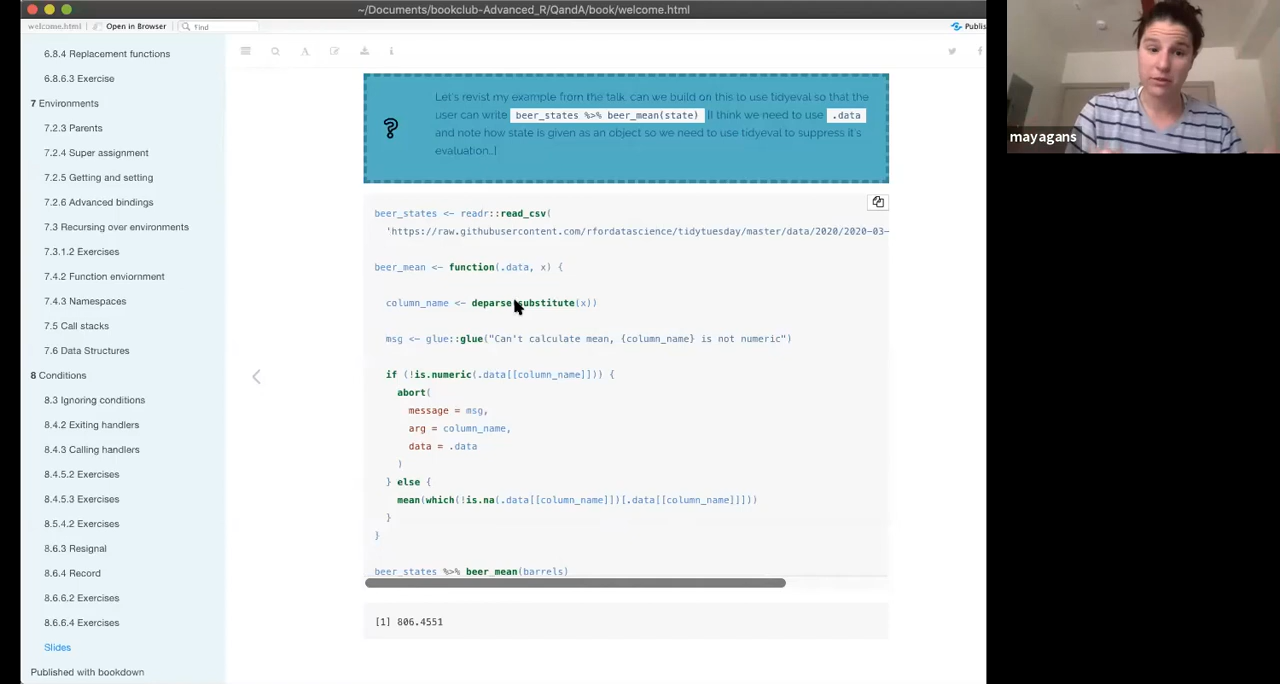 ~/Documents/bookclub-Advanced_R/QandA/book/welcome.html
welcome.html
Open in Browser
Find
Publis
6.8.4 Replacement functions
6.8.6.3 Exercise
7 Environments
7.2.3 Parents
7.2.4 Super assignment
7.2.5 Getting and setting
7.2.6 Advanced bindings
7.3 Recursing over environments
7.3.1.2 Exercises
7.4.2 Function enviornment
7.4.3 Namespaces
7.5 Call stacks
7.6 Data Structures
8 Conditions
8.3 Ignoring conditions
8.4.2 Exiting handlers
8.4.3 Calling handlers
8.4.5.2 Exercises
8.4.5.3 Exercises
8.5.4.2 Exercises
8.6.3 Resignal
8.6.4 Record
8.6.6.2 Exercises
8.6.6.4 Exercises
Slides
Published with bookdown
Let's revist my example from the talk, can we build on this to use tidyeval so that the
user can write beer_states %>% beer_mean(state) [I think we need to use .data
and note how state is given as an object so we need to use tidyeval to suppress it's
evaluation..]
beer_states <- readr::read_csv(
'https://raw.githubusercontent.com/rfordatascience/tidytuesday/master/data/2020/2020-03-
beer_mean <- function(.data, x) {
column_name <- deparse substitute(x))
msg <- glue::glue("Can't calculate mean, {column_name} is not numeric")
if (!is.numeric(.data[[column_name]])) {
abort(
message = msg,
arg = column_name,
data = .data
)
} else {
mean(which(!is.na(.data[[column_name]])[.data[[column_name]]]))
}
}
beer_states %>% beer_mean(barrels)
[1] 806.4551
mayagans